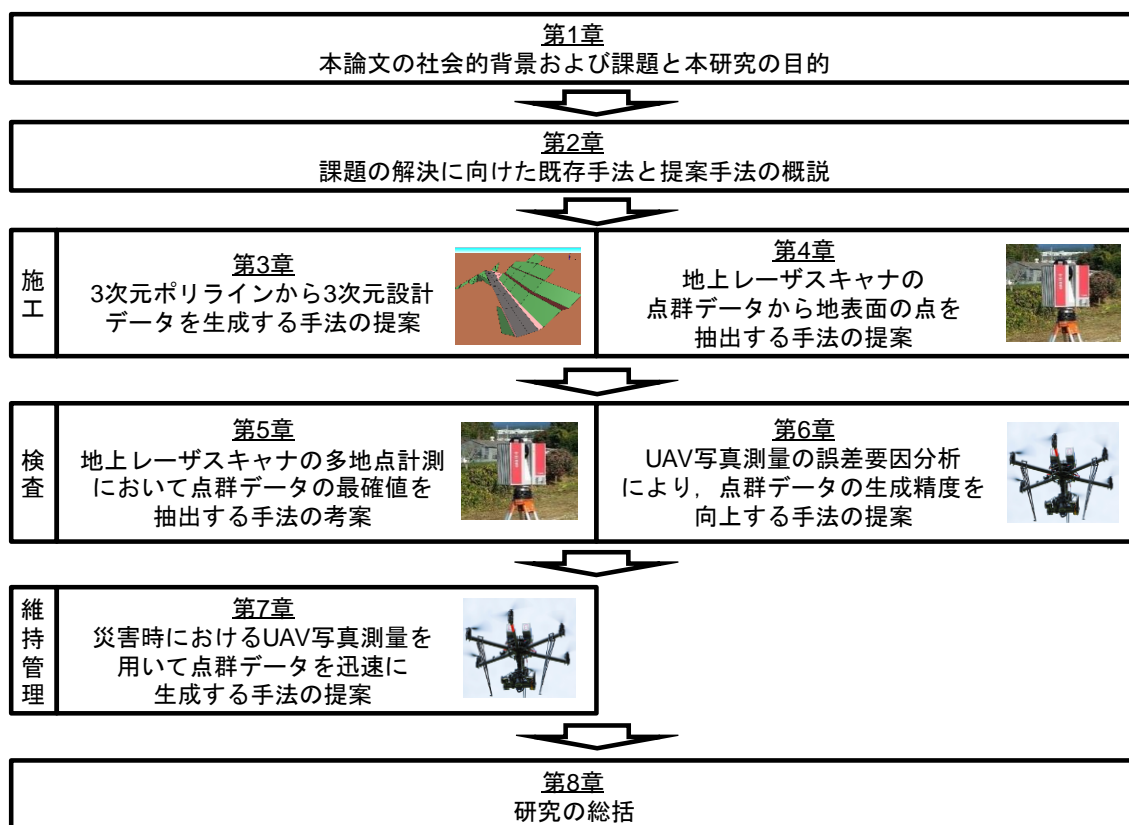 第1章
本論文の社会的背景および課題と本研究の目的
第2章
課題の解決に向けた既存手法と提案手法の概説
施工
第3章
3次元ポリラインから3次元設計
データを生成する手法の提案
第4章
地上レーザスキャナの
点群データから地表面の点を
抽出する手法の提案
検査
第5章
地上レーザスキャナの多地点計測
において点群データの最確値を
抽出する手法の考案
第6章
UAV写真測量の誤差要因分析
により，点群データの生成精度を
向上する手法の提案
維持管理
第7章
災害時におけるUAV写真測量を
用いて点群データを迅速に
生成する手法の提案
第8章
研究の総括